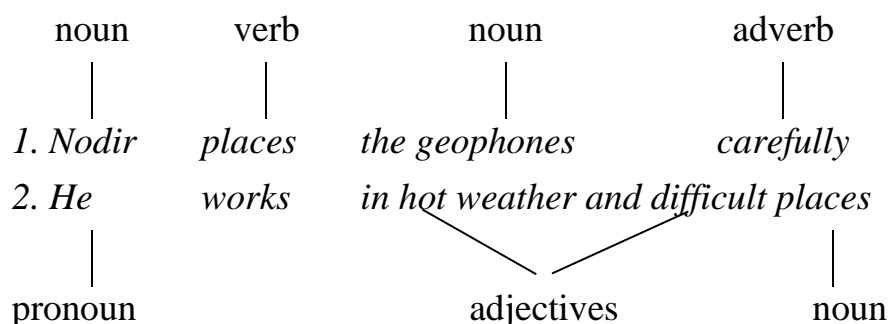 noun verb noun adverb
1. Nodir places the geophones carefully
2. He works in hot weather and difficult places
pronoun adjectives noun